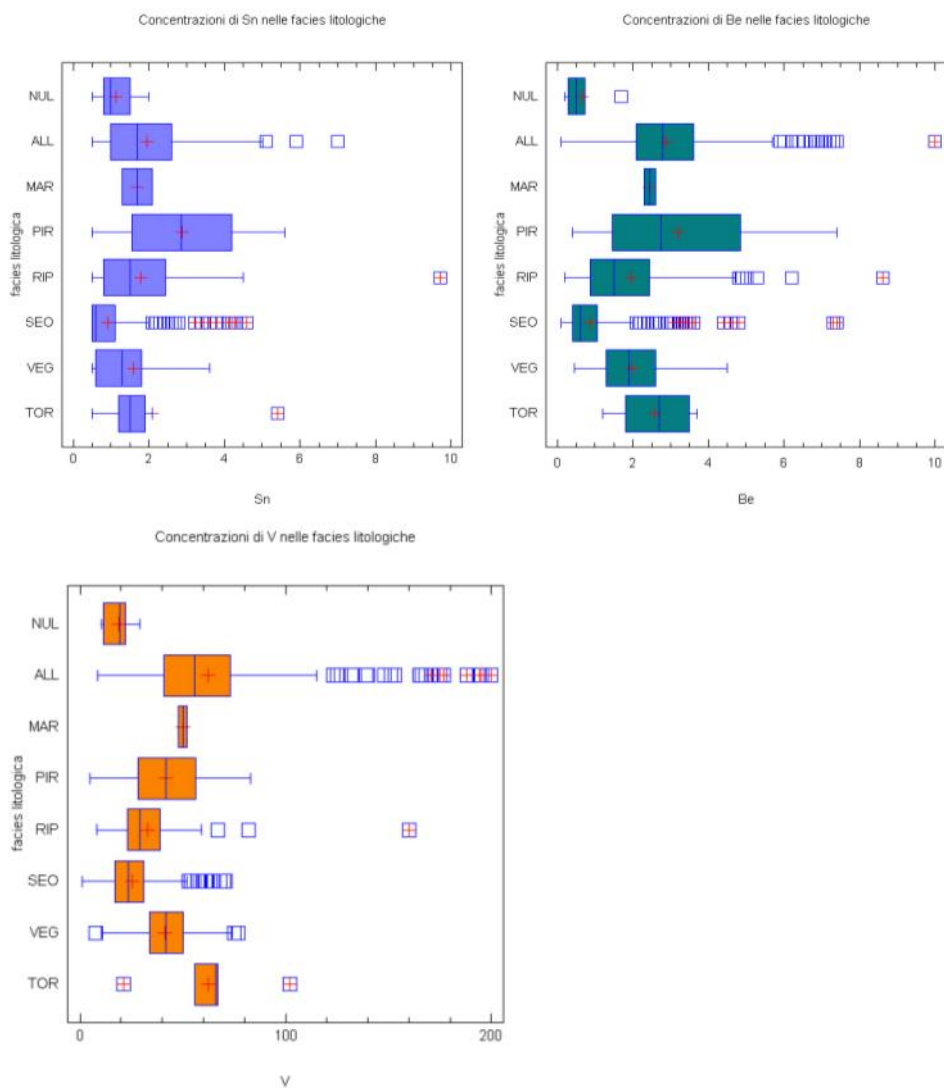 Concentrazioni di Sn nelle facies litologiche
facies litologica
NUL
ALL
MAR
PIR
RIP
SEO
VEG
TOR
0 2 4 6 8 10
Sn
Concentrazioni di Be nelle facies litologiche
facies litologica
NUL
ALL
MAR
PIR
RIP
SEO
VEG
TOR
0 2 4 6 8 10
Be
Concentrazioni di V nelle facies litologiche
facies litologica
NUL
ALL
MAR
PIR
RIP
SEO
VEG
TOR
0 100 200
V